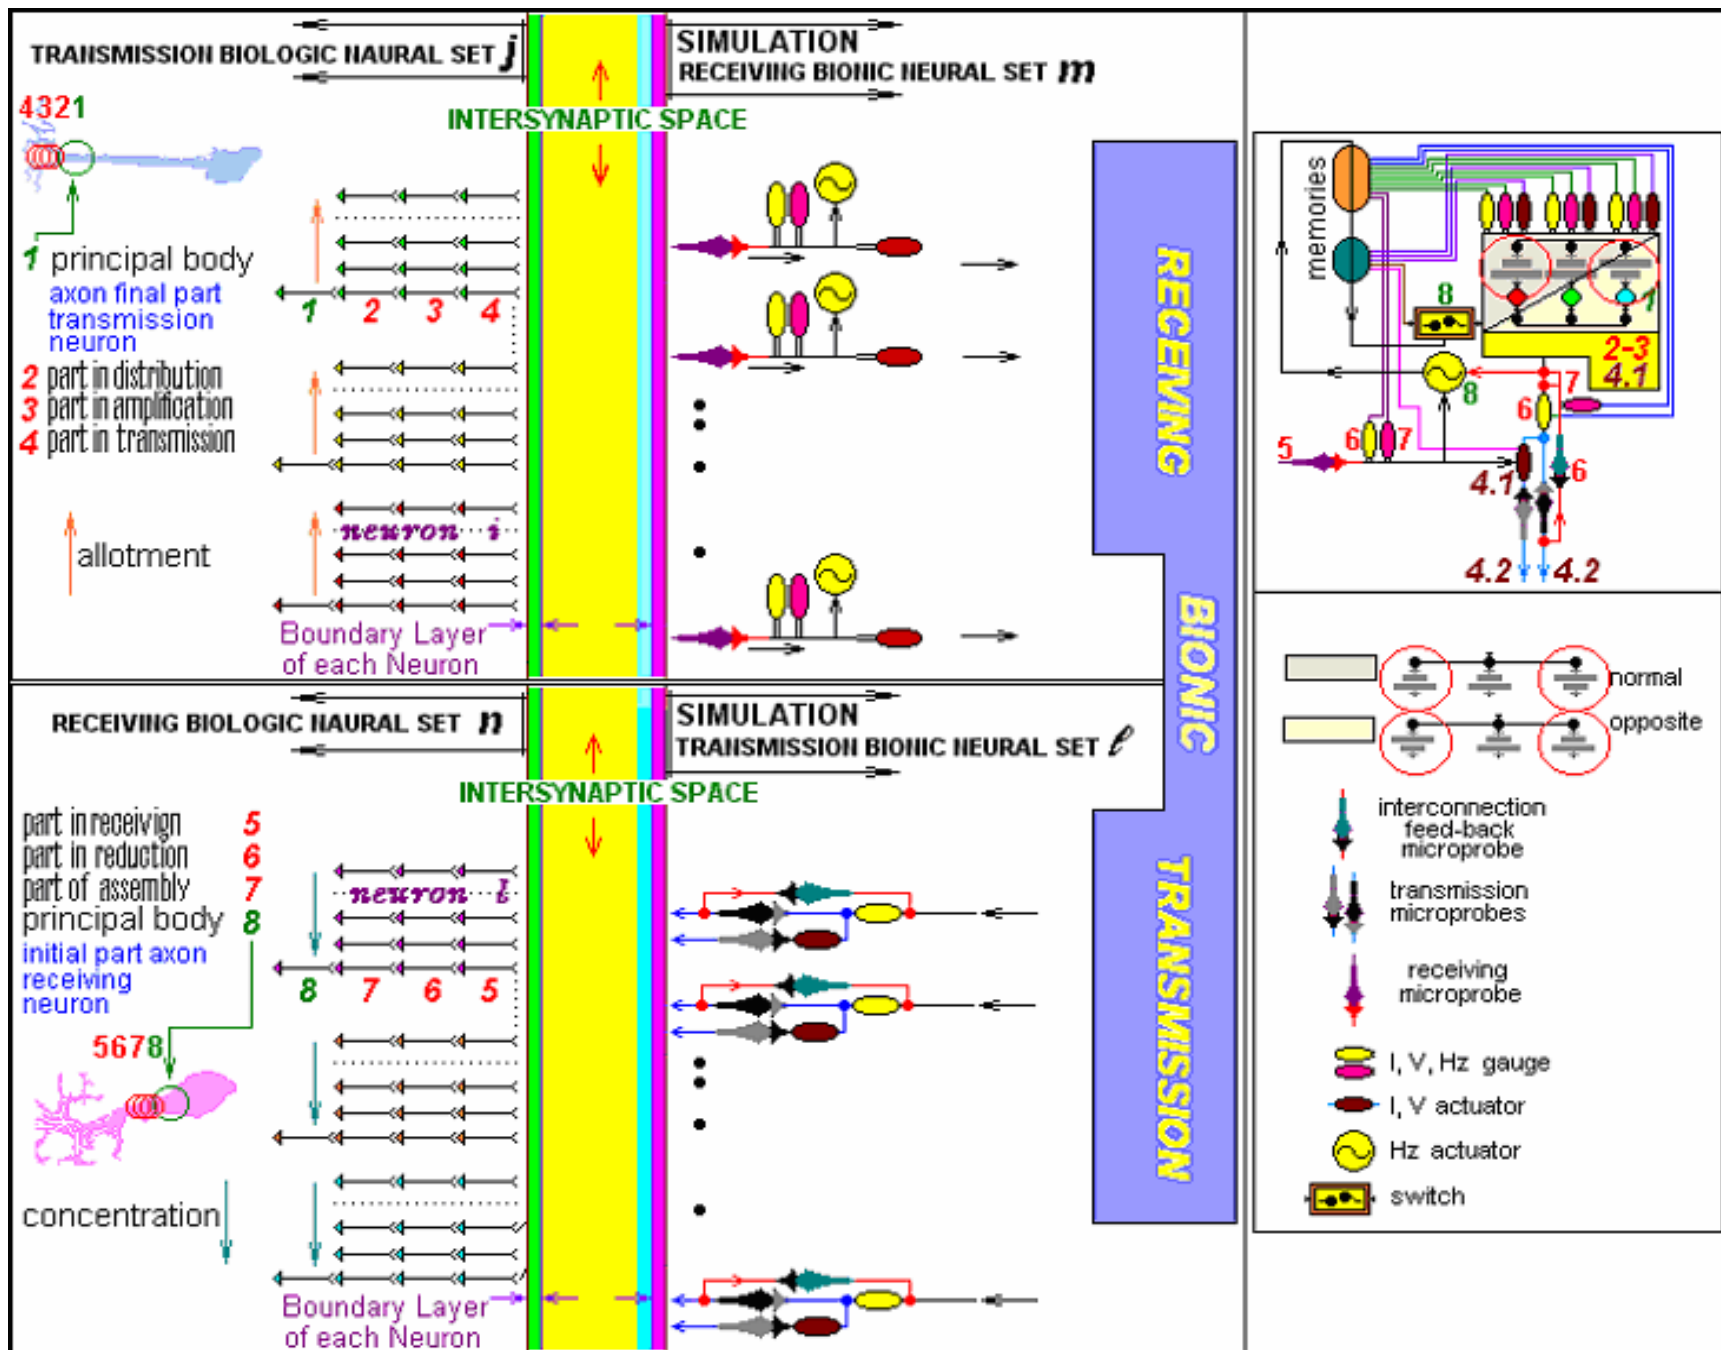 TRANSMISSION BIOLOGIC NAURAL SET j
SIMULATION
RECEIVING BIONIC NEURAL SET m
4321
INTERSYNAPTIC SPACE
1 principal body
axon final part
transmission
neuron
2 part in distribution
3 part in amplification
4 part in transmission
allotment
1 2 3 4
neuron i
Boundary Layer
of each Neuron
RECEIVING BIOLOGIC NAURAL SET n
SIMULATION
TRANSMISSION BIONIC NEURAL SET ℓ
INTERSYNAPTIC SPACE
part in receivign 5
part in reduction 6
part of assembly 7
principal body 8
initial part axon
receiving
neuron
5678
concentration
neuron l
8 7 6 5
Boundary Layer
of each Neuron
RECEIVING
BIONIC
TRANSMISSION
memories
8
1
2-3
4.1
8
7
6
5
6 7
4.1
6
4.2 4.2
normal
opposite
interconnection
feed-back
microprobe
transmission
microprobes
receiving
microprobe
I, V, Hz gauge
I, V actuator
Hz actuator
switch